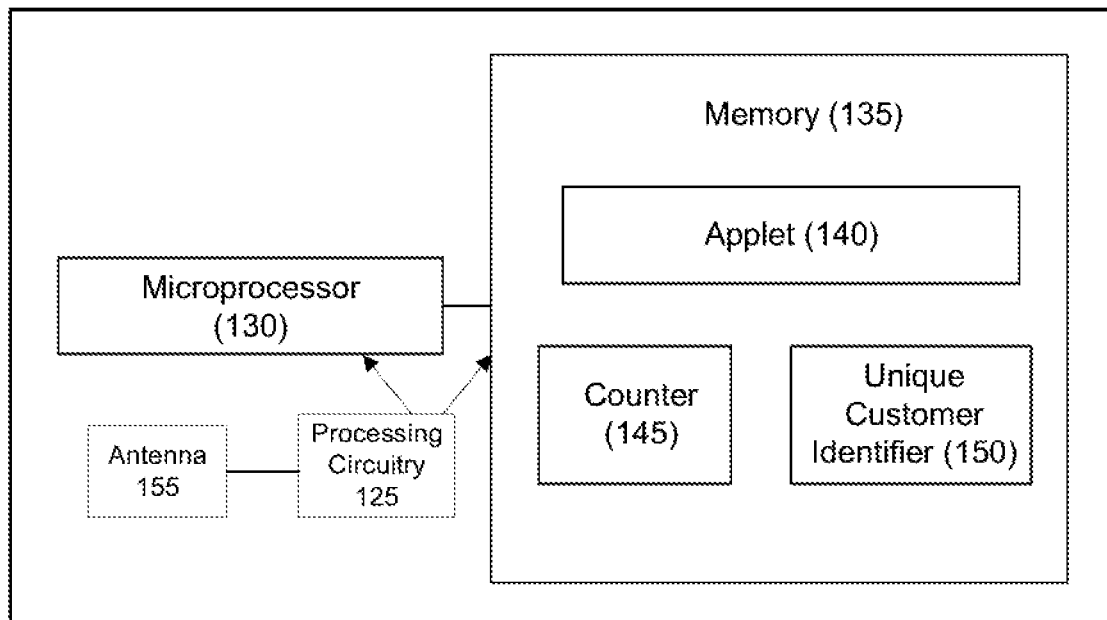 Memory (135)
Applet (140)
Microprocessor
(130)
Counter
(145)
Unique
Customer
Identifier (150)
Antenna
155
Processing
Circuitry
125